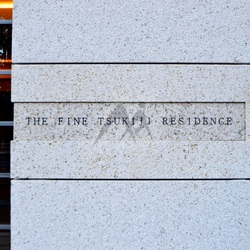 THE FINE TSUKIJI RESIDENCE